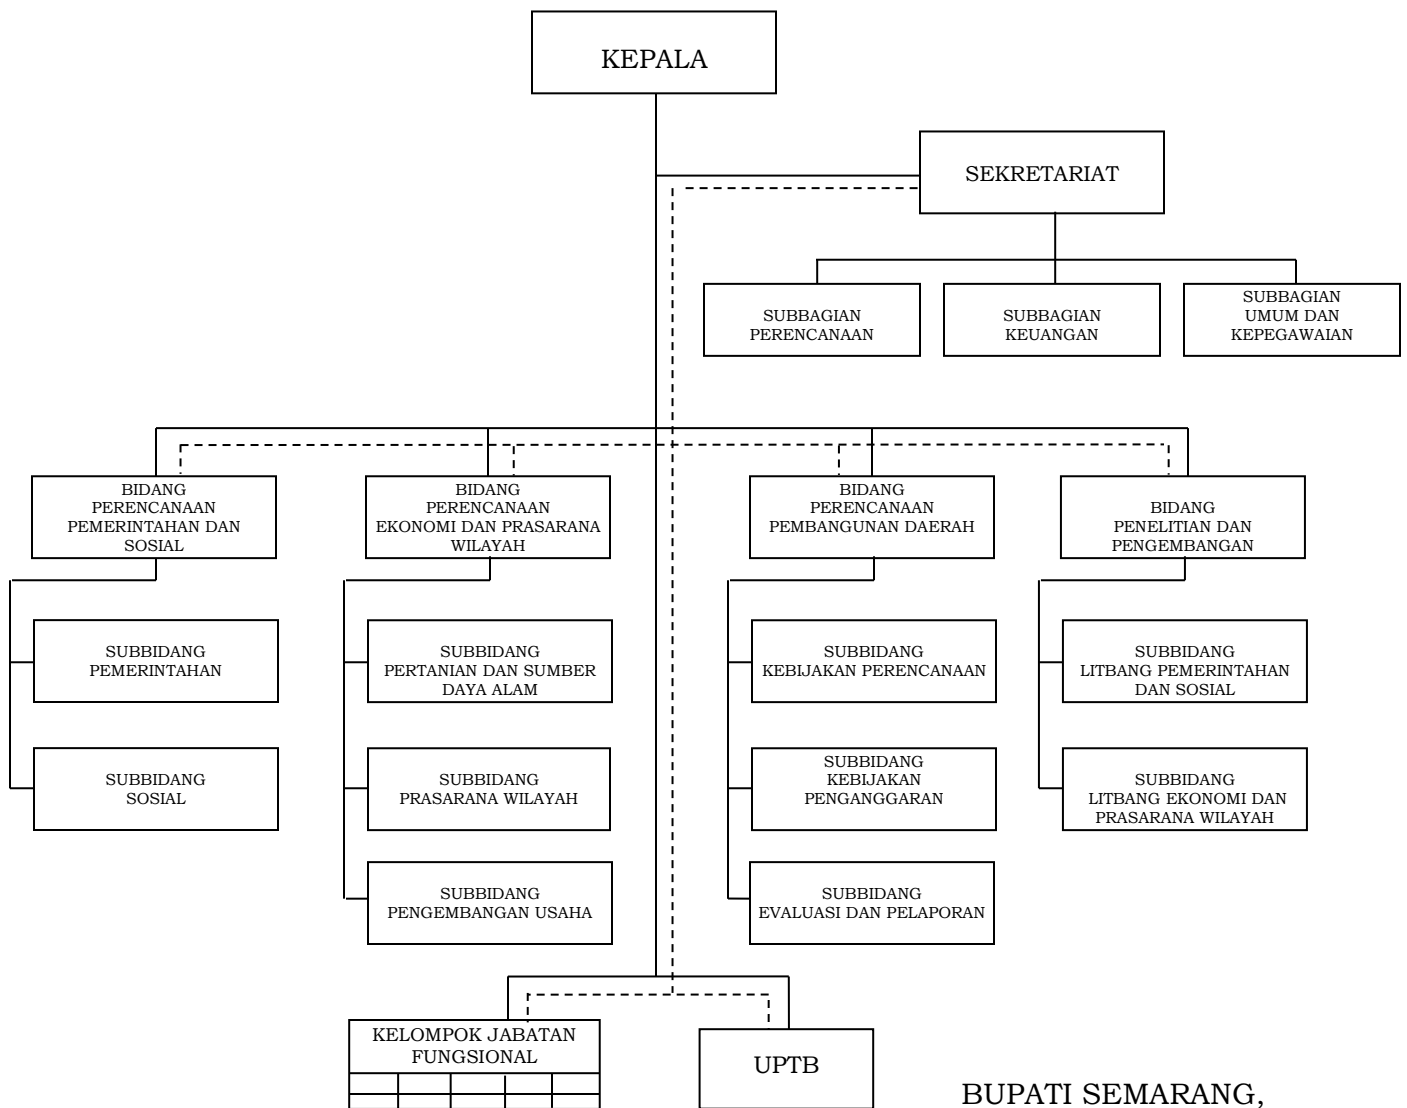 KEPALA
SEKRETARIAT
SUBBAGIAN
PERENCANAAN
SUBBAGIAN
KEUANGAN
SUBBAGIAN
UMUM DAN
KEPEGAWAIAN
BIDANG
PERENCANAAN
PEMERINTAHAN DAN
SOSIAL
BIDANG
PERENCANAAN
EKONOMI DAN PRASARANA
WILAYAH
BIDANG
PERENCANAAN
PEMBANGUNAN DAERAH
BIDANG
PENELITIAN DAN
PENGEMBANGAN
SUBBIDANG
PEMERINTAHAN
SUBBIDANG
PERTANIAN DAN SUMBER
DAYA ALAM
SUBBIDANG
KEBIJAKAN PERENCANAAN
SUBBIDANG
LITBANG PEMERINTAHAN
DAN SOSIAL
SUBBIDANG
SOSIAL
SUBBIDANG
PRASARANA WILAYAH
SUBBIDANG
KEBIJAKAN
PENGANGGARAN
SUBBIDANG
LITBANG EKONOMI DAN
PRASARANA WILAYAH
SUBBIDANG
PENGEMBANGAN USAHA
SUBBIDANG
EVALUASI DAN PELAPORAN
KELOMPOK JABATAN
FUNGSIONAL
UPTB
BUPATI SEMARANG,